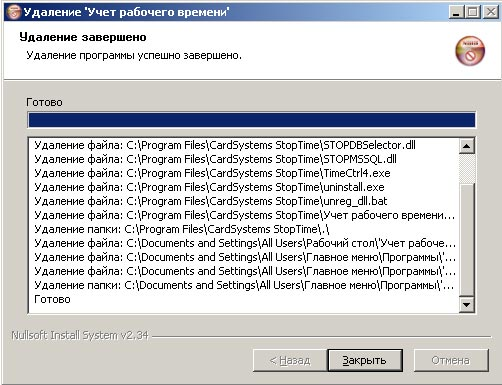 Удаление 'Учет рабочего времени'
Удаление завершено
Удаление программы успешно завершено.
Готово
Удаление файла: C:\Program Files\CardSystems StopTime\STOPDBSelector.dll
Удаление файла: C:\Program Files\CardSystems StopTime\STOPMSSQL.dll
Удаление файла: C:\Program Files\CardSystems StopTime\TimeCtrl4.exe
Удаление файла: C:\Program Files\CardSystems StopTime\uninstall.exe
Удаление файла: C:\Program Files\CardSystems StopTime\unreg_dll.bat
Удаление файла: C:\Program Files\CardSystems StopTime\Учет рабочего времени...
Удаление папки: C:\Program Files\CardSystems StopTime\.\
Удаление файла: C:\Documents and Settings\All Users\Рабочий стол\'Учет рабоче...
Удаление файла: C:\Documents and Settings\All Users\Главное меню\Программы\'...
Удаление файла: C:\Documents and Settings\All Users\Главное меню\Программы\'...
Удаление папки: C:\Documents and Settings\All Users\Главное меню\Программы\'...
Готово
Nullsoft Install System v2.34
< Назад
Закрыть
Отмена